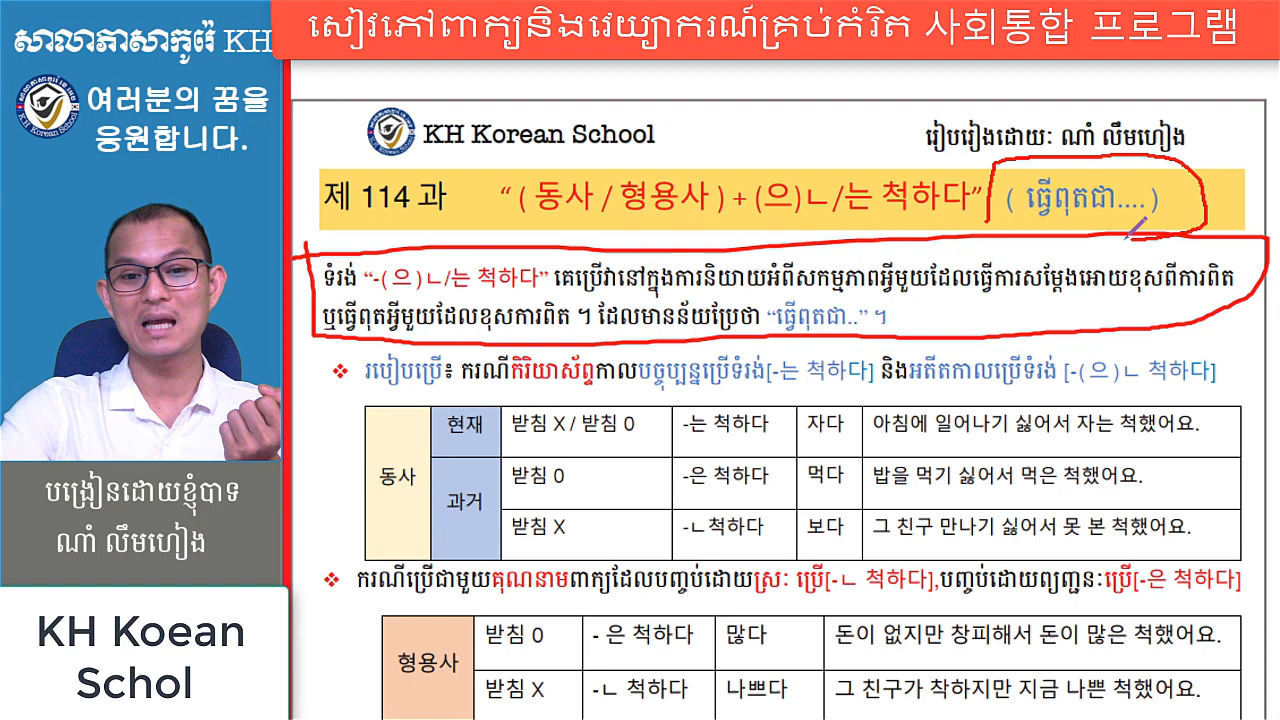 សាលាភាសាកូរ៉េ KH
សៀវភៅពាក្យនិងវេយ្យាករណ៍គ្រប់កំរិត 사회통합 프로그램
여러분의 꿈을
응원합니다.
KH Korean School
រៀបរៀងដោយ: ណាំ លឹមហៀង
제 114 과 “ ( 동사 / 형용사 ) + (으)ㄴ/는 척하다” ( ធ្វើពុតជា.... )
ទំរង់ “-( 으 )ㄴ/는 척하다” គេប្រើវានៅក្នុងការនិយាយអំពីសកម្មភាពអ្វីមួយដែលធ្វើការសម្ដែងអោយខុសពីការពិត
ឬធ្វើពុតអ្វីមួយដែលខុសការពិត ។ ដែលមានន័យប្រែថា “ធ្វើពុតជា..” ។
❖ របៀបប្រើ៖ ករណីកិរិយាស័ព្ទកាលបច្ចុប្បន្នប្រើទំរង់[-는 척하다] និងអតីតកាលប្រើទំរង់ [-( 으 )ㄴ 척하다]
동사 현재 받침 X / 받침 0 -는 척하다 자다 아침에 일어나기 싫어서 자는 척했어요.
과거 받침 0 -은 척하다 먹다 밥을 먹기 싫어서 먹은 척했어요.
받침 X -ㄴ척하다 보다 그 친구 만나기 싫어서 못 본 척했어요.
❖ ករណីប្រើជាមួយគុណនាមពាក្យដែលបញ្ចប់ដោយស្រៈ ប្រើ[-ㄴ 척하다],បញ្ចប់ដោយព្យញ្ជនៈប្រើ[-은 척하다]
형용사 받침 0 - 은 척하다 많다 돈이 없지만 창피해서 돈이 많은 척했어요.
받침 X -ㄴ 척하다 나쁘다 그 친구가 착하지만 지금 나쁜 척했어요.
បង្រៀនដោយខ្ញុំបាទ
ណាំ លឹមហៀង
KH Koean
Schol